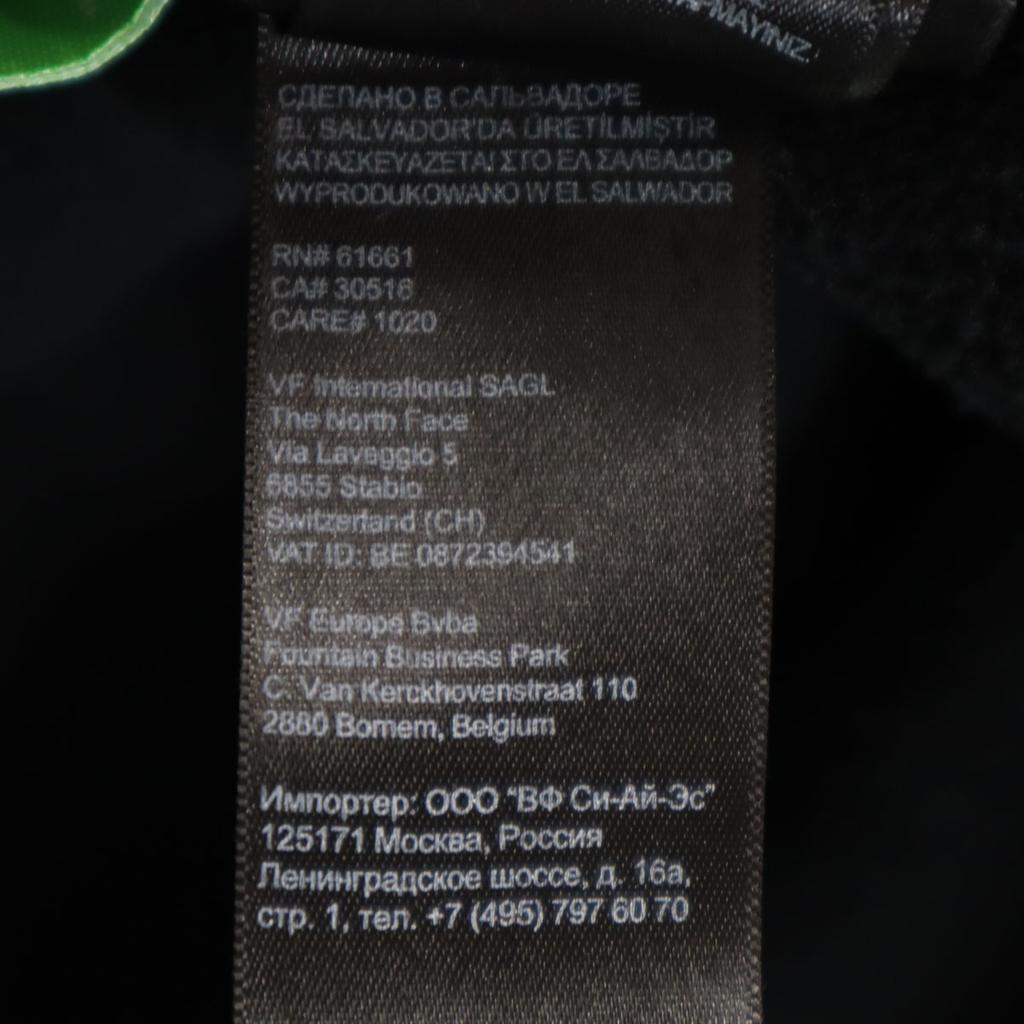 YAPMAYINIZ.
СДЕЛАНО В САЛЬВАДОРЕ
EL SALVADOR'DA ÜRETİLMİŞTİR
ΚΑΤΑΣΚΕΥΑΖΕΤΑΙ ΣΤΟ ΕΛ ΣΑΛΒΑΔΟΡ
WYPRODUKOWANO W EL SALWADOR
RN# 61661
CA# 30516
CARE# 1020
VF International SAGL
The North Face
Via Laveggio 5
6855 Stabio
Switzerland (CH)
VAT ID: BE 0872394541
VF Europe Bvba
Fountain Business Park
C. Van Kerckhovenstraat 110
2880 Bornem, Belgium
Импортер: ООО “ВФ Си-Ай-Эс”
125171 Москва, Россия
Ленинградское шоссе, д. 16а,
стр. 1, тел. +7 (495) 797 60 70